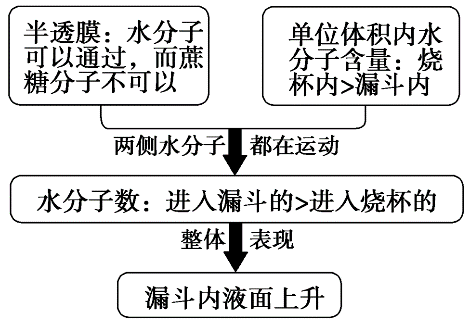 半透膜：水分子
可以通过，而蔗
糖分子不可以
单位体积内水
分子含量：烧
杯内>漏斗内
两侧水分子 都在运动
水分子数：进入漏斗的>进入烧杯的
整体 表现
漏斗内液面上升